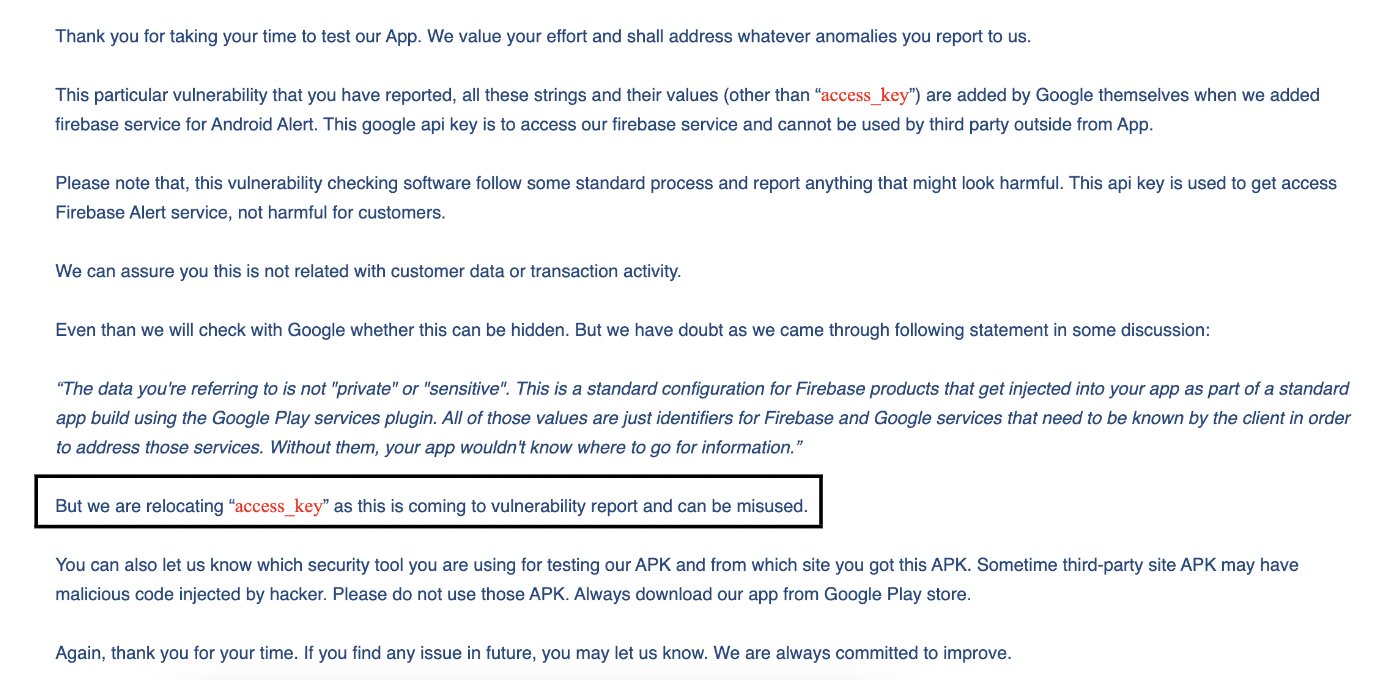 Thank you for taking your time to test our App. We value your effort and shall address whatever anomalies you report to us.
This particular vulnerability that you have reported, all these strings and their values (other than “access_key”) are added by Google themselves when we added
firebase service for Android Alert. This google api key is to access our firebase service and cannot be used by third party outside from App.
Please note that, this vulnerability checking software follow some standard process and report anything that might look harmful. This api key is used to get access
Firebase Alert service, not harmful for customers.
We can assure you this is not related with customer data or transaction activity.
Even than we will check with Google whether this can be hidden. But we have doubt as we came through following statement in some discussion:
“The data you're referring to is not "private" or "sensitive". This is a standard configuration for Firebase products that get injected into your app as part of a standard
app build using the Google Play services plugin. All of those values are just identifiers for Firebase and Google services that need to be known by the client in order
to address those services. Without them, your app wouldn't know where to go for information.”
But we are relocating “access_key” as this is coming to vulnerability report and can be misused.
You can also let us know which security tool you are using for testing our APK and from which site you got this APK. Sometime third-party site APK may have
malicious code injected by hacker. Please do not use those APK. Always download our app from Google Play store.
Again, thank you for your time. If you find any issue in future, you may let us know. We are always committed to improve.